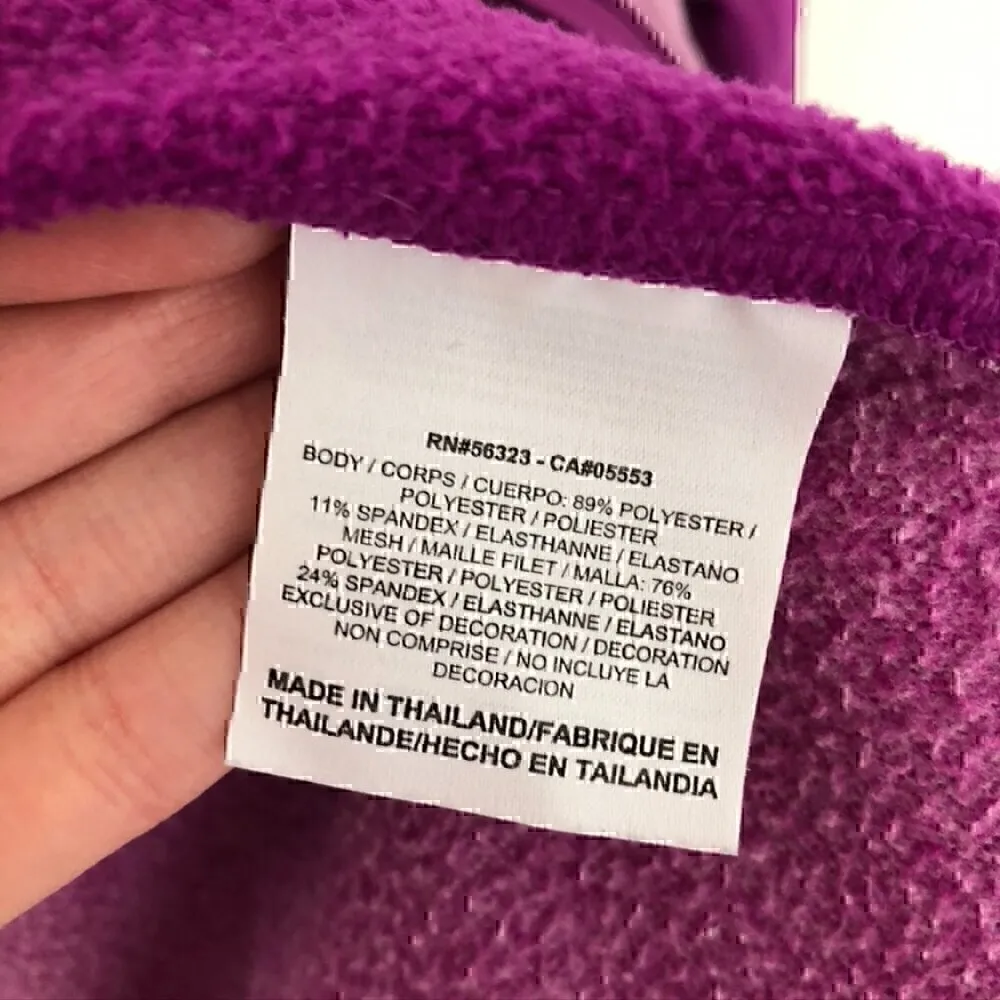 RN#56323 - CA#05553
BODY / CORPS / CUERPO: 89% POLYESTER /
POLYESTER / POLIESTER
11% SPANDEX / ELASTHANNE / ELASTANO
MESH / MAILLE FILET / MALLA: 76%
POLYESTER / POLYESTER / POLIESTER
24% SPANDEX / ELASTHANNE / ELASTANO
EXCLUSIVE OF DECORATION / DECORATION
NON COMPRISE / NO INCLUYE LA
DECORACION
MADE IN THAILAND/FABRIQUÉ EN
THAILANDE/HECHO EN TAILANDIA